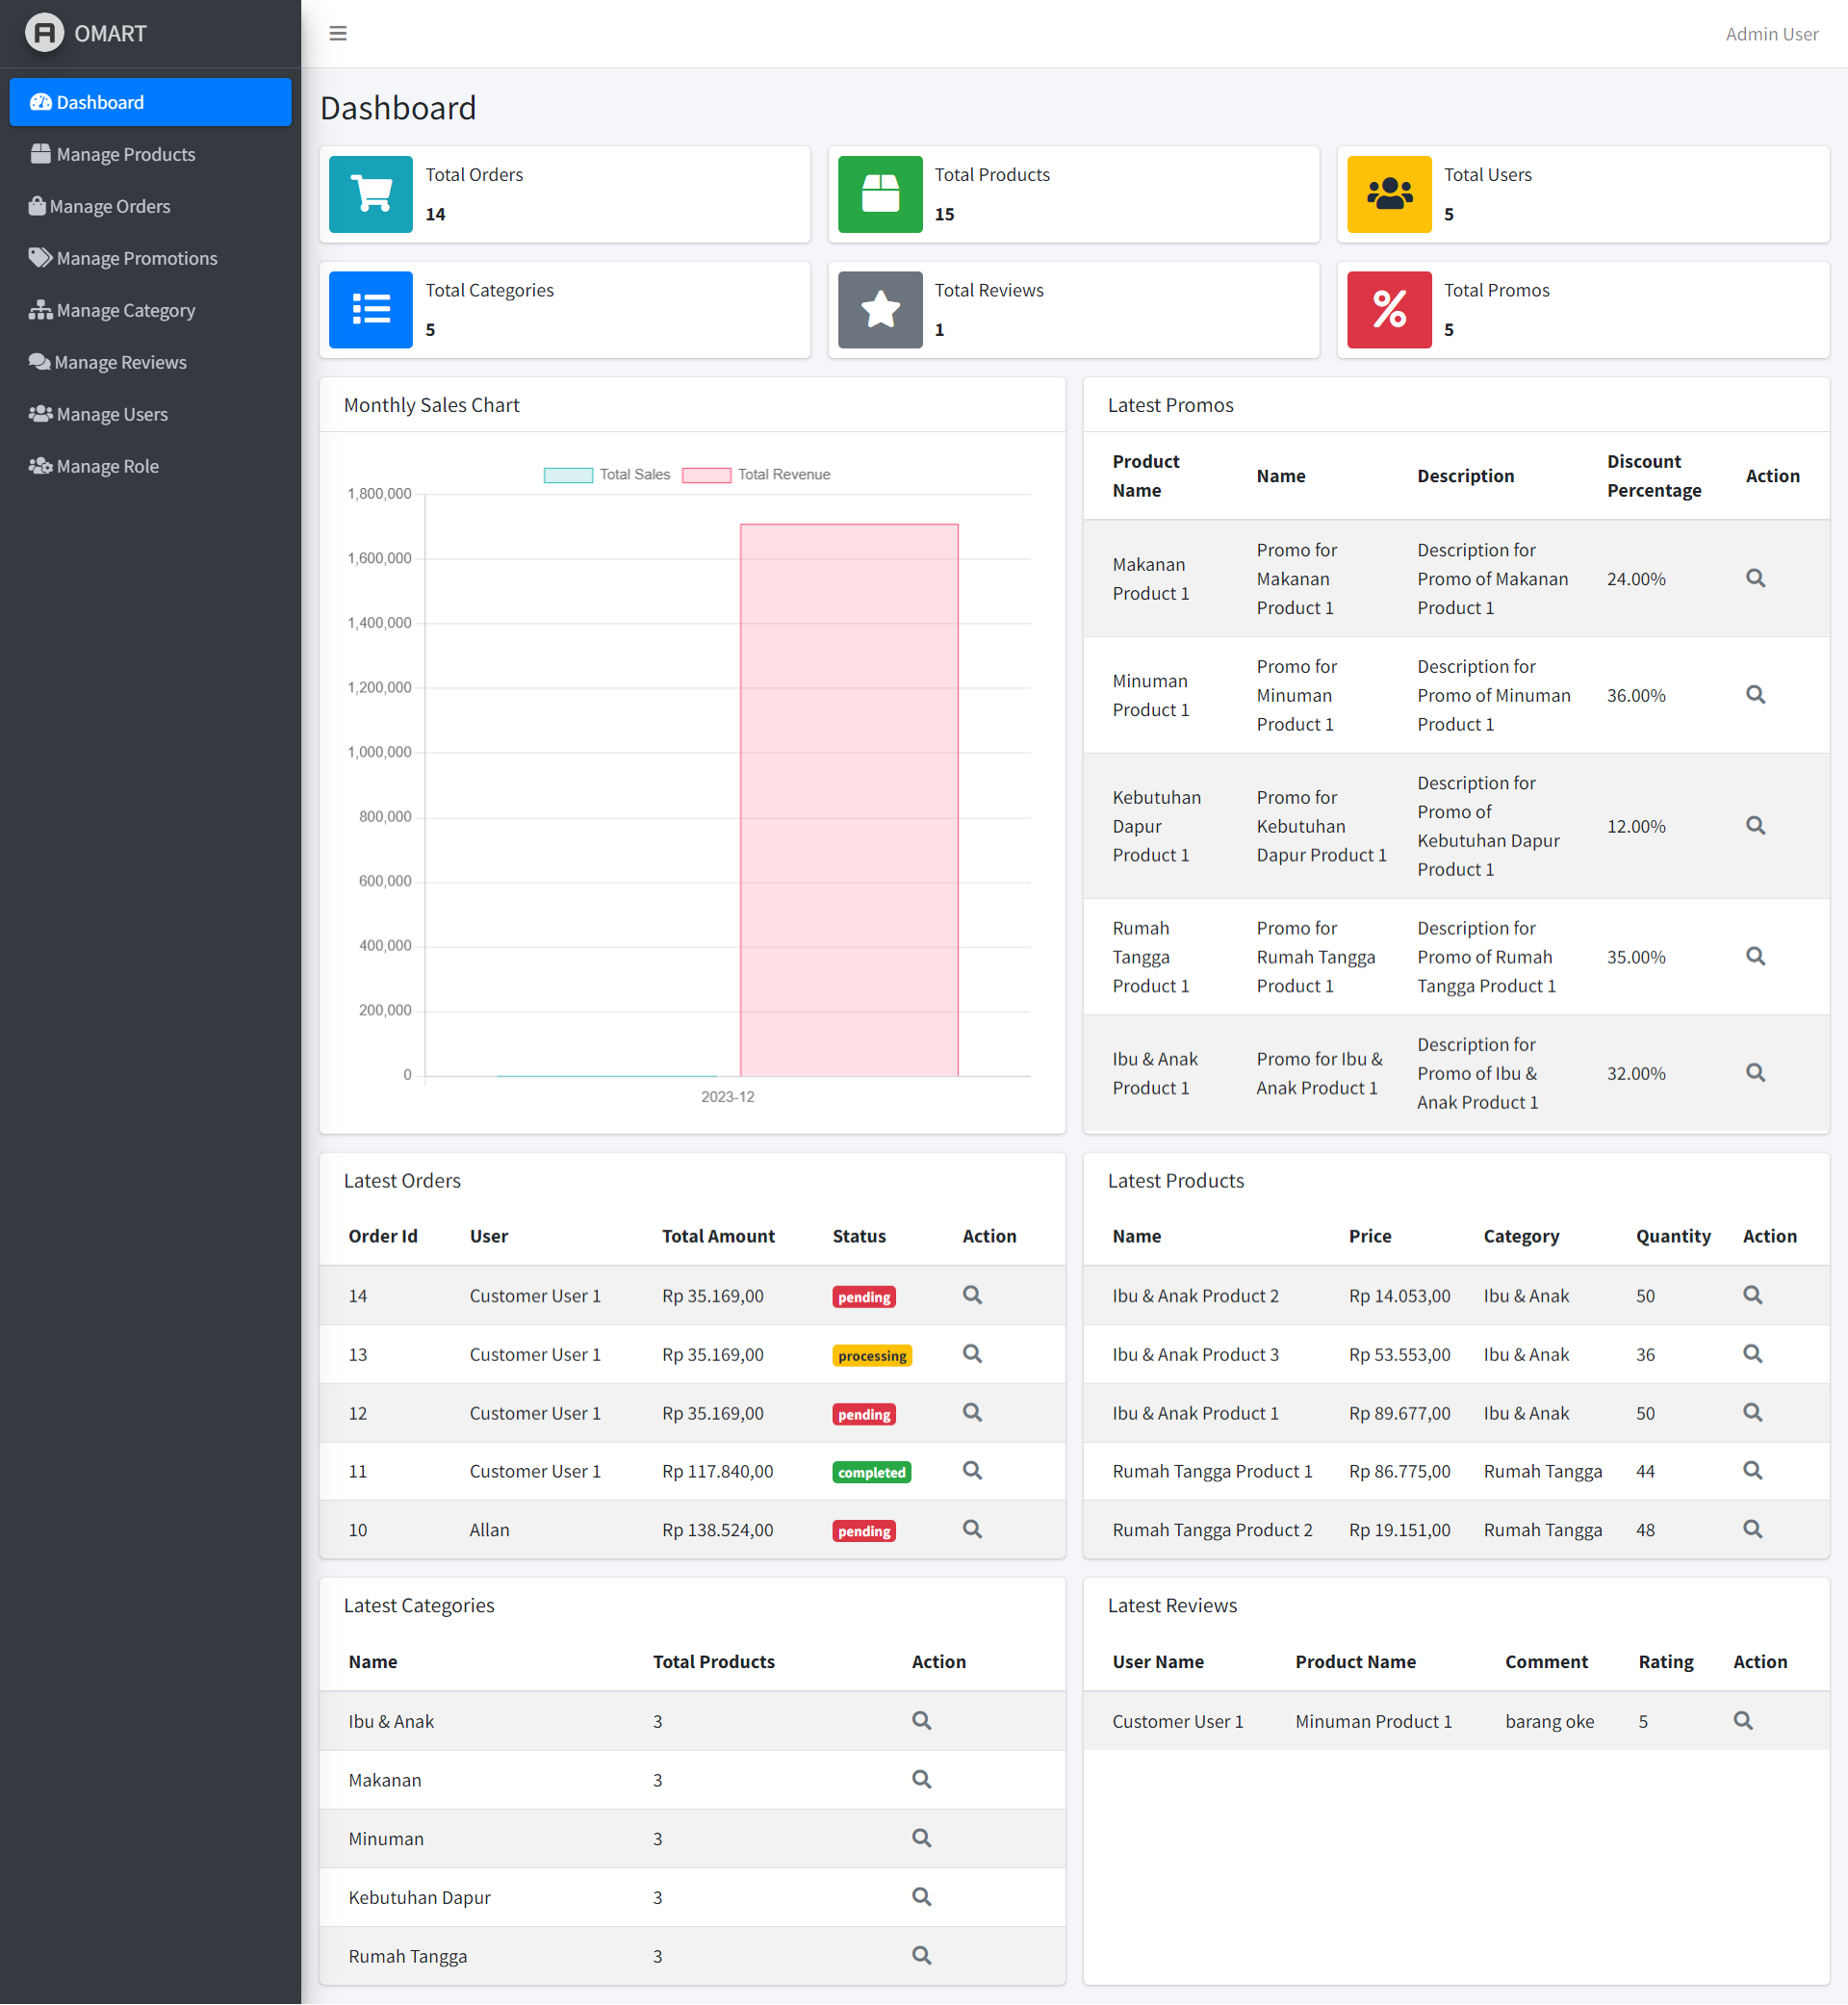 OMART
Admin User
Dashboard
Manage Products
Manage Orders
Manage Promotions
Manage Category
Manage Reviews
Manage Users
Manage Role
Dashboard
Total Orders
14
Total Products
15
Total Users
5
Total Categories
5
Total Reviews
1
Total Promos
5
Monthly Sales Chart
Total Sales Total Revenue
1,800,000
1,600,000
1,400,000
1,200,000
1,000,000
800,000
600,000
400,000
200,000
0
2023-12
Latest Promos
Product Name Name Description Discount Percentage Action
Makanan Product 1 Promo for Makanan Product 1 Description for Promo of Makanan Product 1 24.00%
Minuman Product 1 Promo for Minuman Product 1 Description for Promo of Minuman Product 1 36.00%
Kebutuhan Dapur Product 1 Promo for Kebutuhan Dapur Product 1 Description for Promo of Kebutuhan Dapur Product 1 12.00%
Rumah Tangga Product 1 Promo for Rumah Tangga Product 1 Description for Promo of Rumah Tangga Product 1 35.00%
Ibu & Anak Product 1 Promo for Ibu & Anak Product 1 Description for Promo of Ibu & Anak Product 1 32.00%
Latest Orders
Order Id User Total Amount Status Action
14 Customer User 1 Rp 35.169,00 pending
13 Customer User 1 Rp 35.169,00 processing
12 Customer User 1 Rp 35.169,00 pending
11 Customer User 1 Rp 117.840,00 completed
10 Allan Rp 138.524,00 pending
Latest Products
Name Price Category Quantity Action
Ibu & Anak Product 2 Rp 14.053,00 Ibu & Anak 50
Ibu & Anak Product 3 Rp 53.553,00 Ibu & Anak 36
Ibu & Anak Product 1 Rp 89.677,00 Ibu & Anak 50
Rumah Tangga Product 1 Rp 86.775,00 Rumah Tangga 44
Rumah Tangga Product 2 Rp 19.151,00 Rumah Tangga 48
Latest Categories
Name Total Products Action
Ibu & Anak 3
Makanan 3
Minuman 3
Kebutuhan Dapur 3
Rumah Tangga 3
Latest Reviews
User Name Product Name Comment Rating Action
Customer User 1 Minuman Product 1 barang oke 5